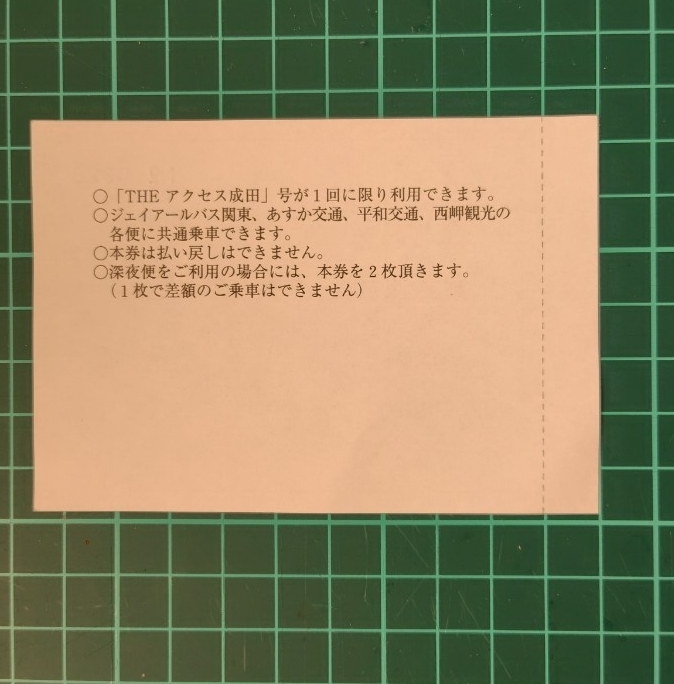 ○「THE アクセス成田」号が1回に限り利用できます。
○ジェイアールバス関東、あすか交通、平和交通、西岬観光の
各便に共通乗車できます。
○本券は払い戻しはできません。
○深夜便をご利用の場合には、本券を2枚頂きます。
（1枚で差額のご乗車はできません）